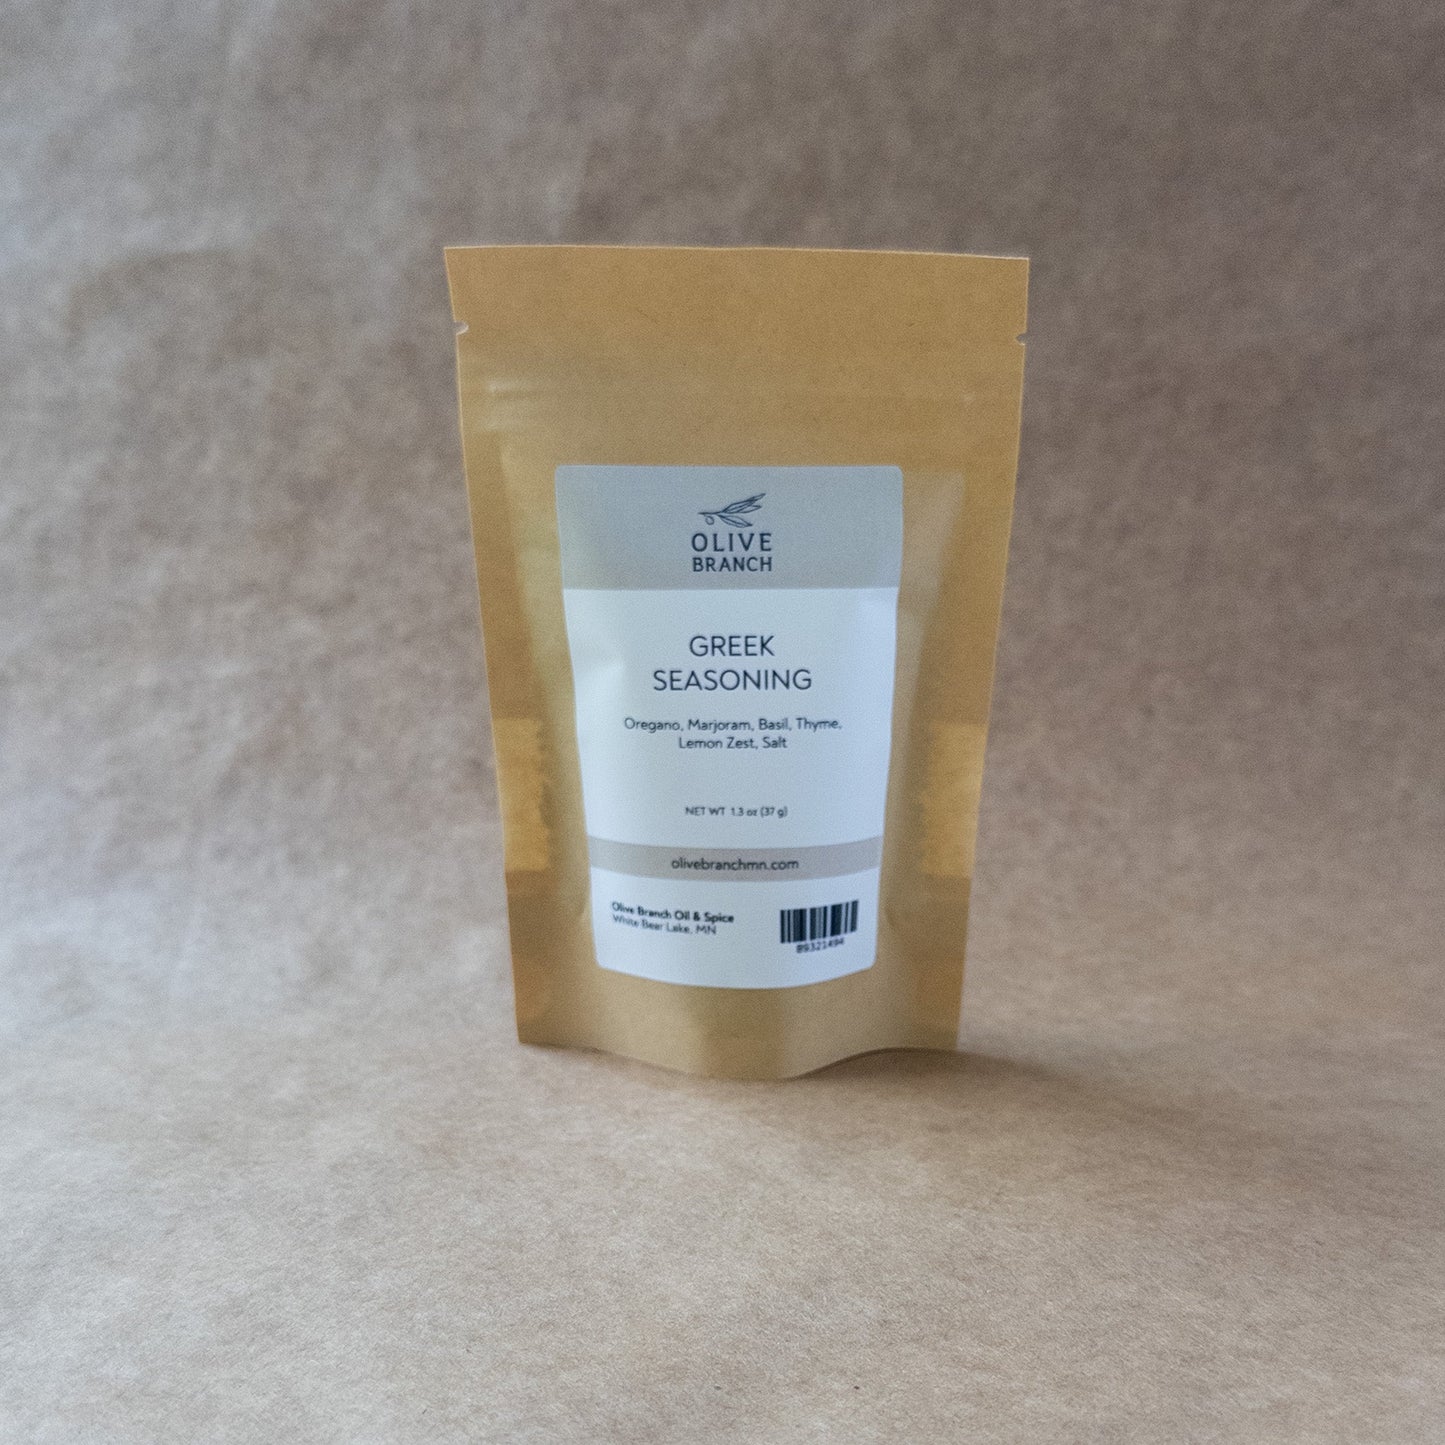 OLIVE
BRANCH
GREEK
SEASONING
Oregano, Marjoram, Basil, Thyme,
Lemon Zest, Salt
NET WT 1.3 oz (37 g)
olivebranchmn.com
Olive Branch Oil & Spice
White Bear Lake, MN
89321494